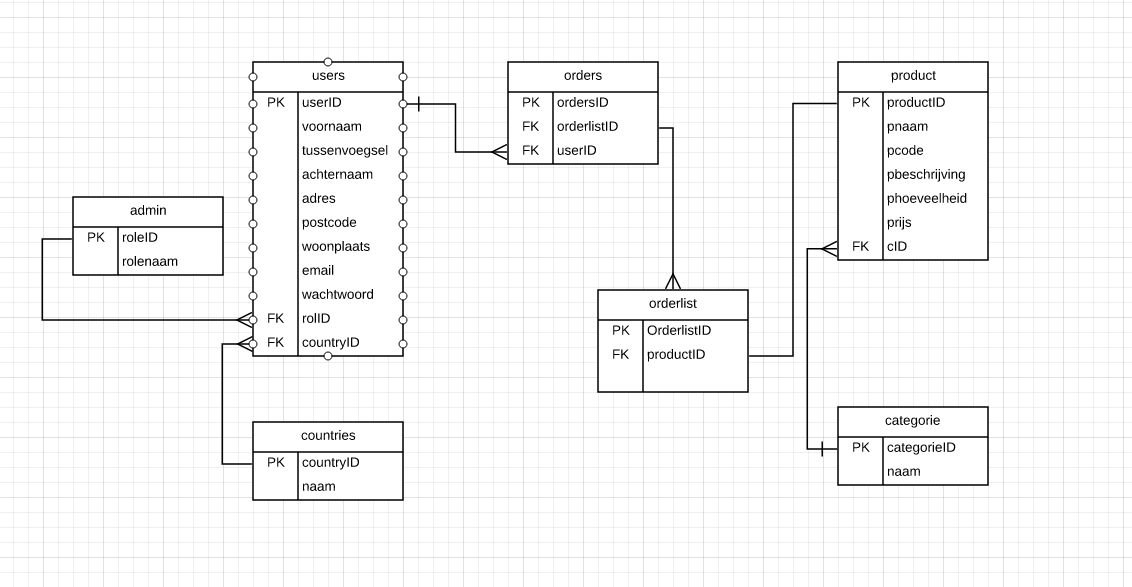 users
PK userID
voornaam
tussenvoegsel
achternaam
adres
postcode
woonplaats
email
wachtwoord
FK rolID
FK countryID
orders
PK ordersID
FK orderlistID
FK userID
product
PK productID
pnaam
pcode
pbeschrijving
phoeveelheid
prijs
FK cID
admin
PK roleID
rolenaam
orderlist
PK OrderlistID
FK productID
countries
PK countryID
naam
categorie
PK categorieID
naam